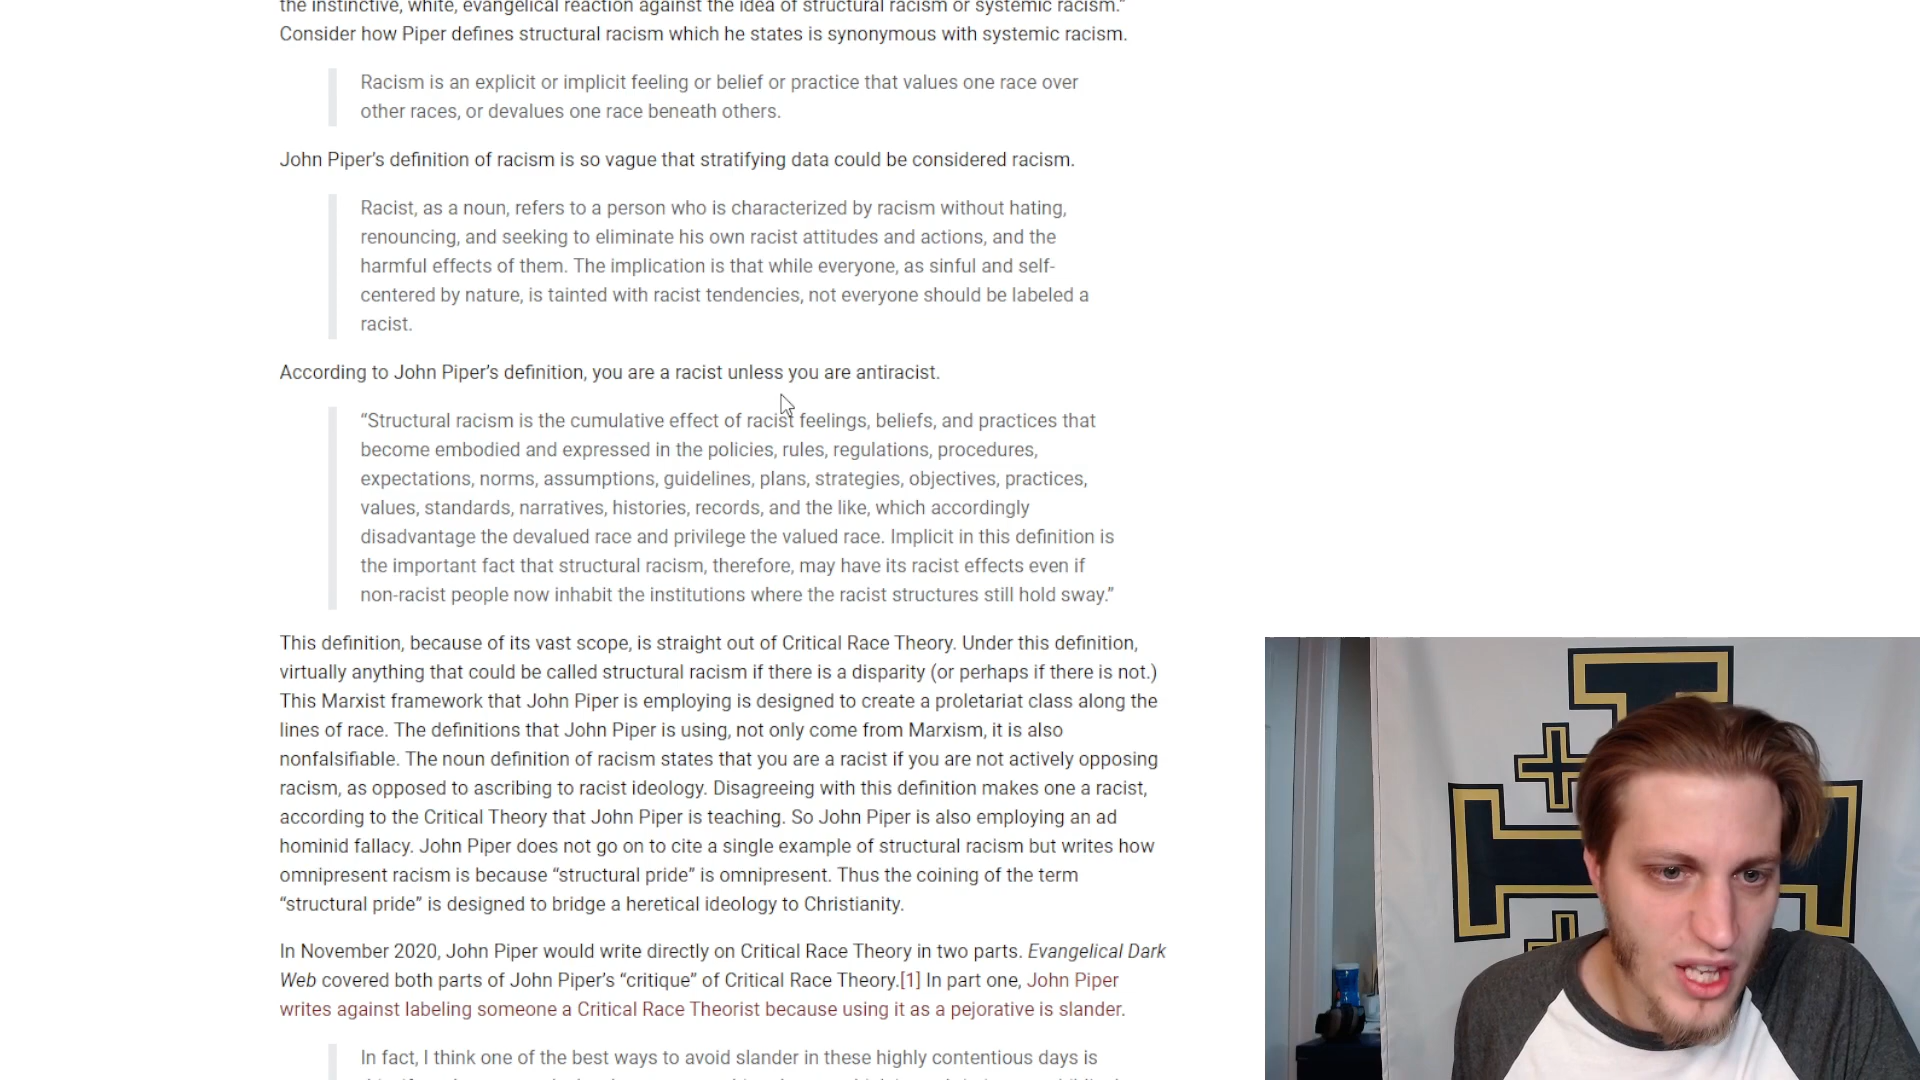 the instinctive, white, evangelical reaction against the idea of structural racism or systemic racism.”
Consider how Piper defines structural racism which he states is synonymous with systemic racism.
Racism is an explicit or implicit feeling or belief or practice that values one race over
other races, or devalues one race beneath others.
John Piper’s definition of racism is so vague that stratifying data could be considered racism.
Racist, as a noun, refers to a person who is characterized by racism without hating,
renouncing, and seeking to eliminate his own racist attitudes and actions, and the
harmful effects of them. The implication is that while everyone, as sinful and self-
centered by nature, is tainted with racist tendencies, not everyone should be labeled a
racist.
According to John Piper’s definition, you are a racist unless you are antiracist.
“Structural racism is the cumulative effect of racist feelings, beliefs, and practices that
become embodied and expressed in the policies, rules, regulations, procedures,
expectations, norms, assumptions, guidelines, plans, strategies, objectives, practices,
values, standards, narratives, histories, records, and the like, which accordingly
disadvantage the devalued race and privilege the valued race. Implicit in this definition is
the important fact that structural racism, therefore, may have its racist effects even if
non-racist people now inhabit the institutions where the racist structures still hold sway.”
This definition, because of its vast scope, is straight out of Critical Race Theory. Under this definition,
virtually anything that could be called structural racism if there is a disparity (or perhaps if there is not.)
This Marxist framework that John Piper is employing is designed to create a proletariat class along the
lines of race. The definitions that John Piper is using, not only come from Marxism, it is also
nonfalsifiable. The noun definition of racism states that you are a racist if you are not actively opposing
racism, as opposed to ascribing to racist ideology. Disagreeing with this definition makes one a racist,
according to the Critical Theory that John Piper is teaching. So John Piper is also employing an ad
hominid fallacy. John Piper does not go on to cite a single example of structural racism but writes how
omnipresent racism is because “structural pride” is omnipresent. Thus the coining of the term
“structural pride” is designed to bridge a heretical ideology to Christianity.
In November 2020, John Piper would write directly on Critical Race Theory in two parts. Evangelical Dark
Web covered both parts of John Piper’s “critique” of Critical Race Theory.[1] In part one, John Piper
writes against labeling someone a Critical Race Theorist because using it as a pejorative is slander.
In fact, I think one of the best ways to avoid slander in these highly contentious days is